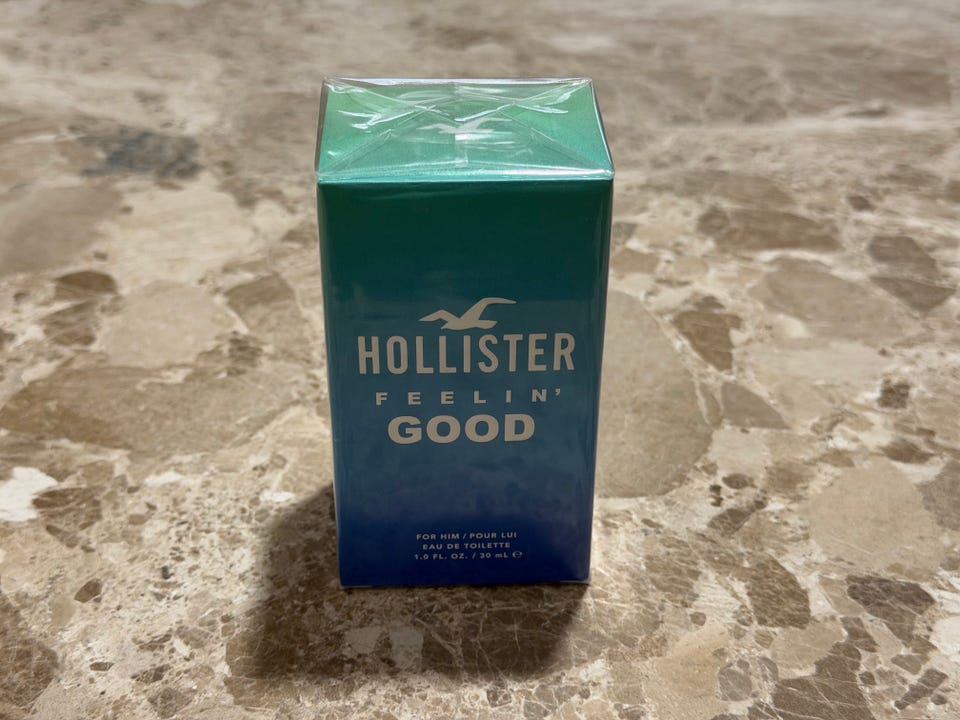 HOLLISTER
FEELIN'
GOOD
FOR HIM / POUR LUI
EAU DE TOILETTE
1.0 FL. OZ. / 30 mL ℮